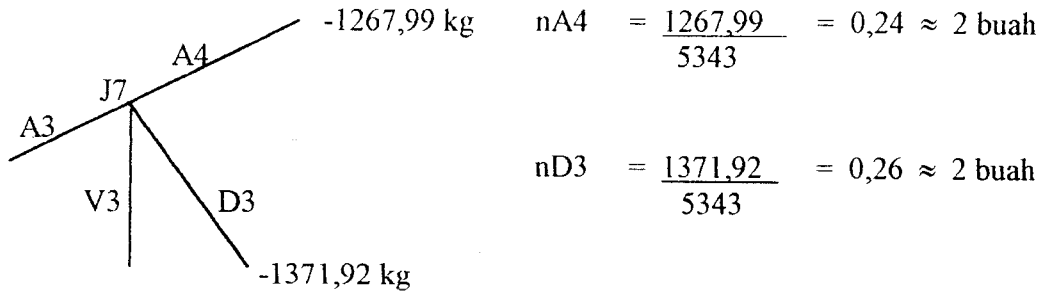 -1267,99 kg nA4 = 1267,99 = 0,24 ≈ 2 buah
5343
A4
J7
A3
nD3 = 1371,92 = 0,26 ≈ 2 buah
5343
V3 D3
-1371,92 kg